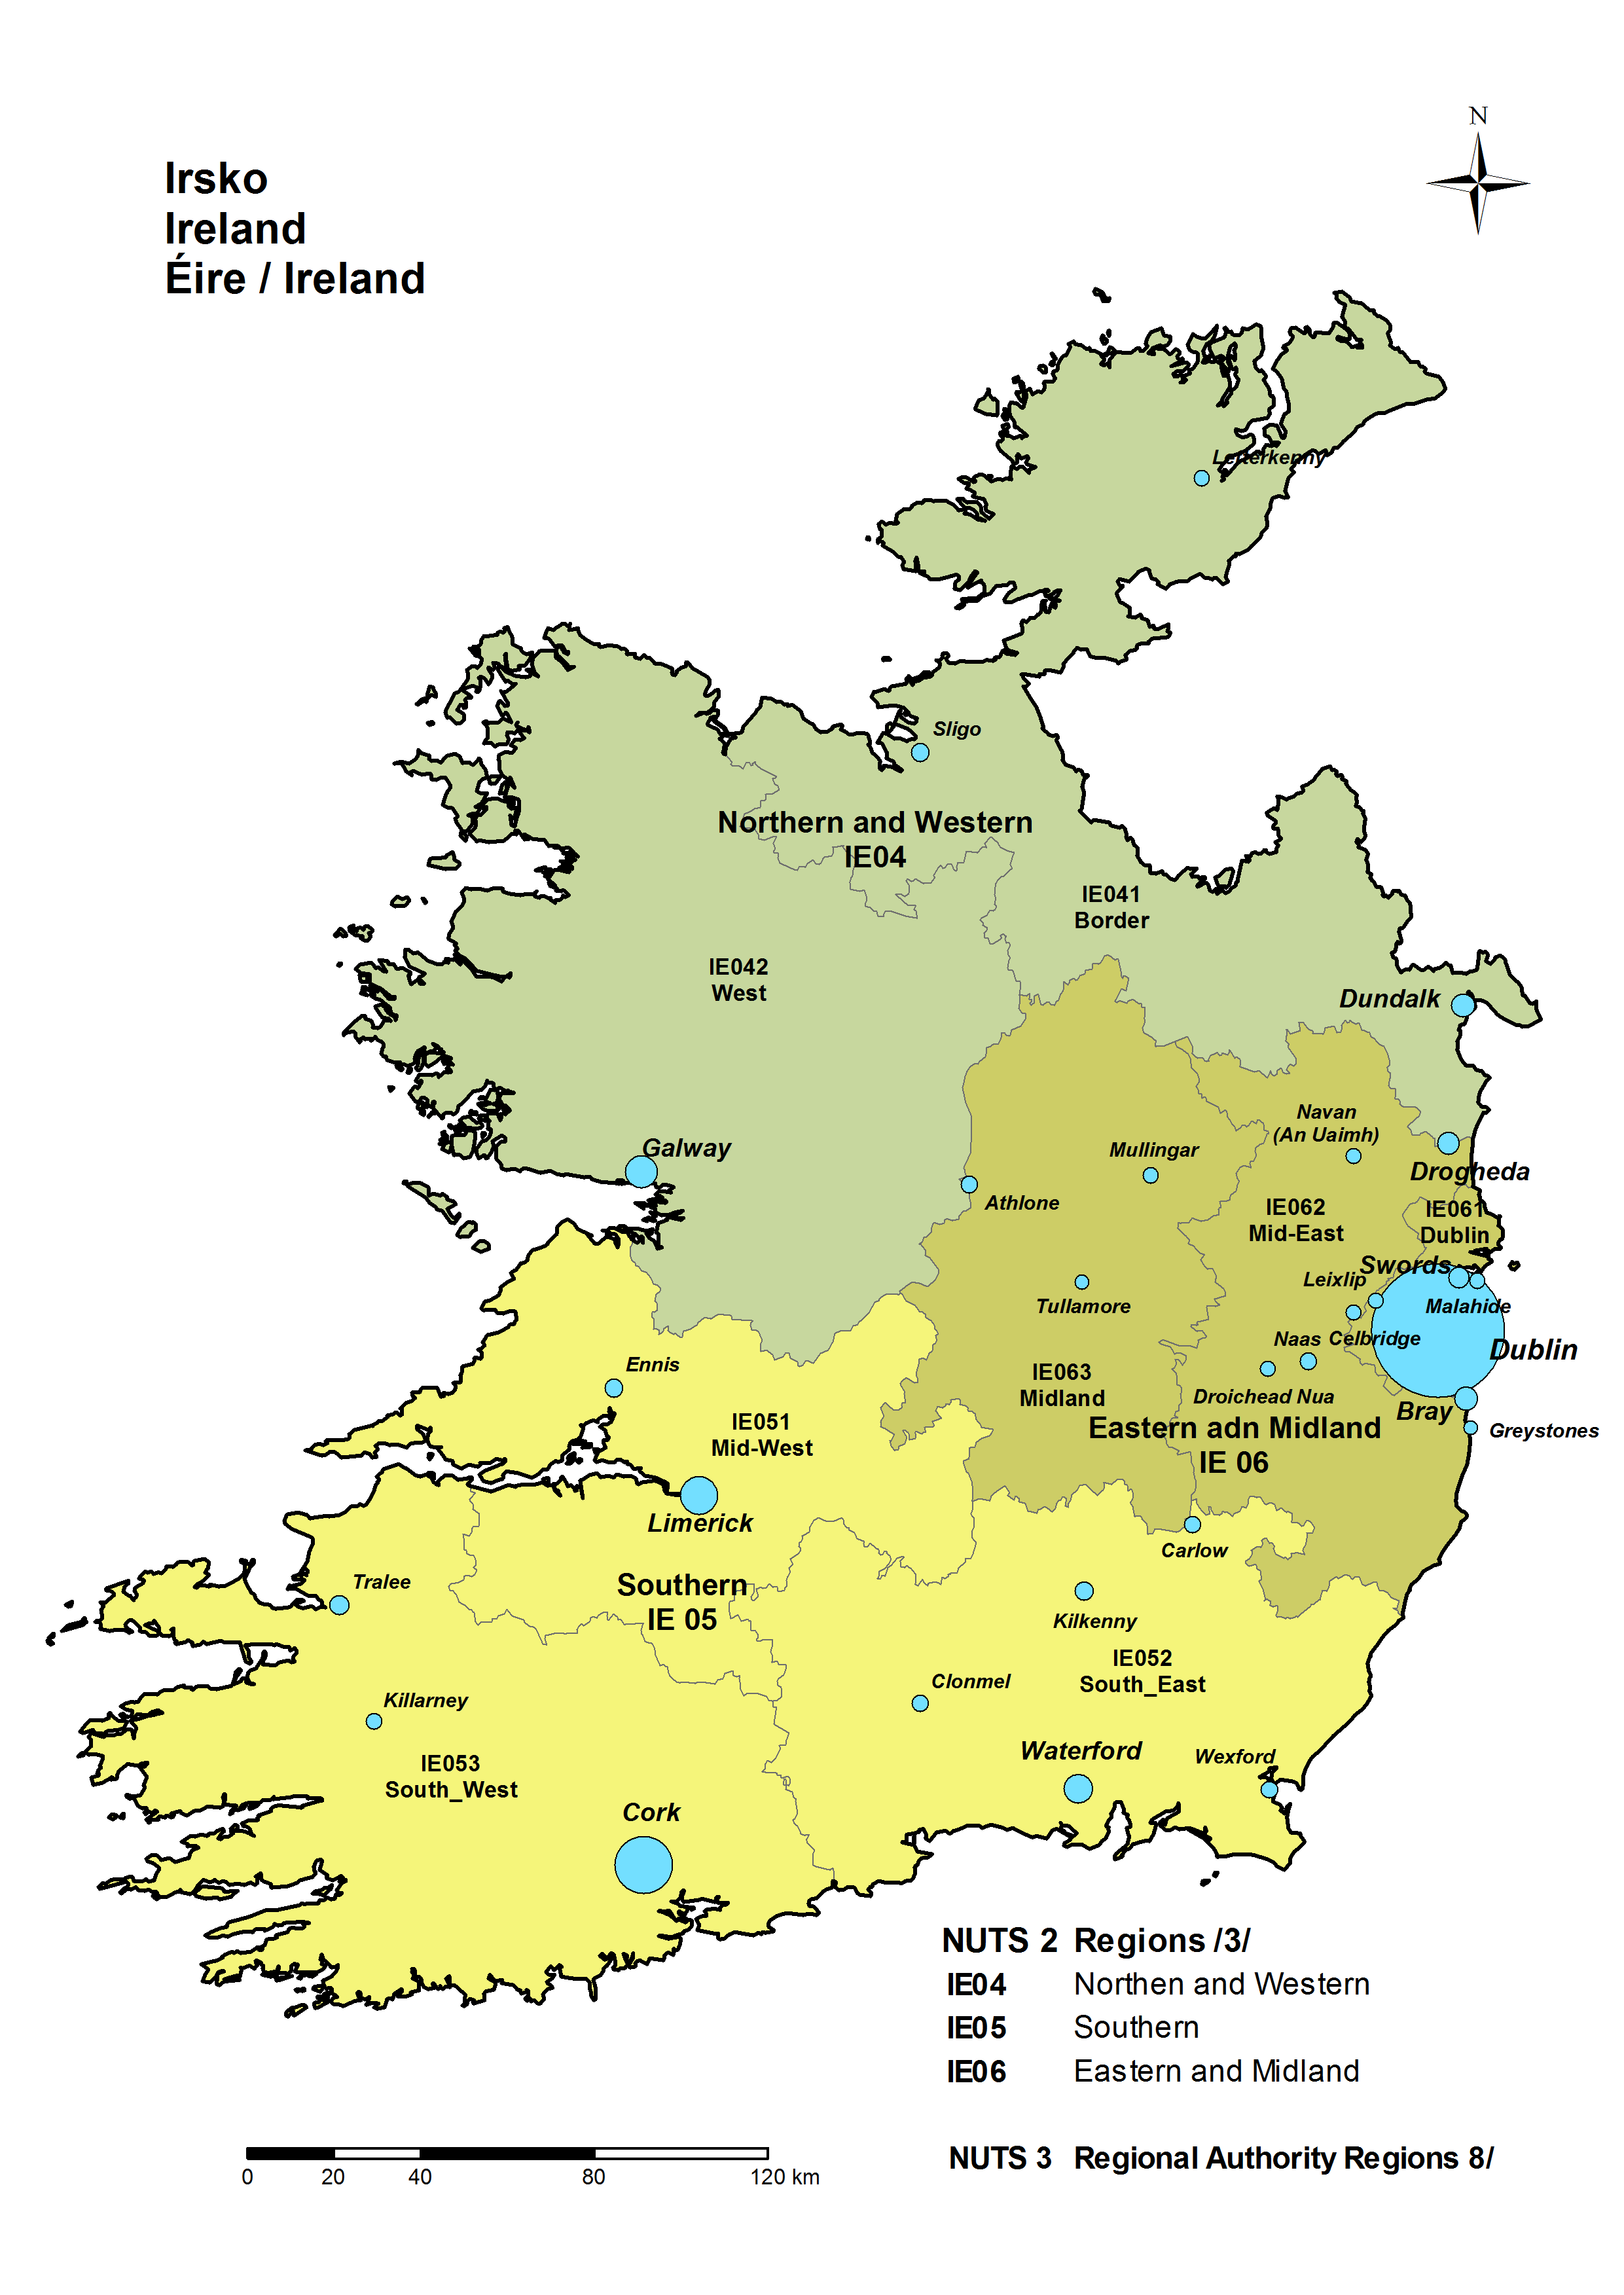 N
Irsko
Ireland
Éire / Ireland
Letterkenny
Sligo
Northern and Western
IE04
IE041
Border
IE042
West
Dundalk
Navan
(An Uaimh)
Mullingar
Galway
Drogheda
Athlone
IE062
Mid-East
IE061
Dublin
Swords
Leixlip
Tullamore
Malahide
Naas
Celbridge
Dublin
Ennis
IE063
Midland
Droichead Nua
Bray
IE051
Mid-West
Eastern adn Midland
IE 06
Greystones
Limerick
Carlow
Tralee
Southern
IE 05
Kilkenny
IE052
South_East
Clonmel
Killarney
Waterford
Wexford
IE053
South_West
Cork
NUTS 2 Regions /3/
IE04 Northen and Western
IE05 Southern
IE06 Eastern and Midland
NUTS 3 Regional Authority Regions 8/
0 20 40 80 120 km